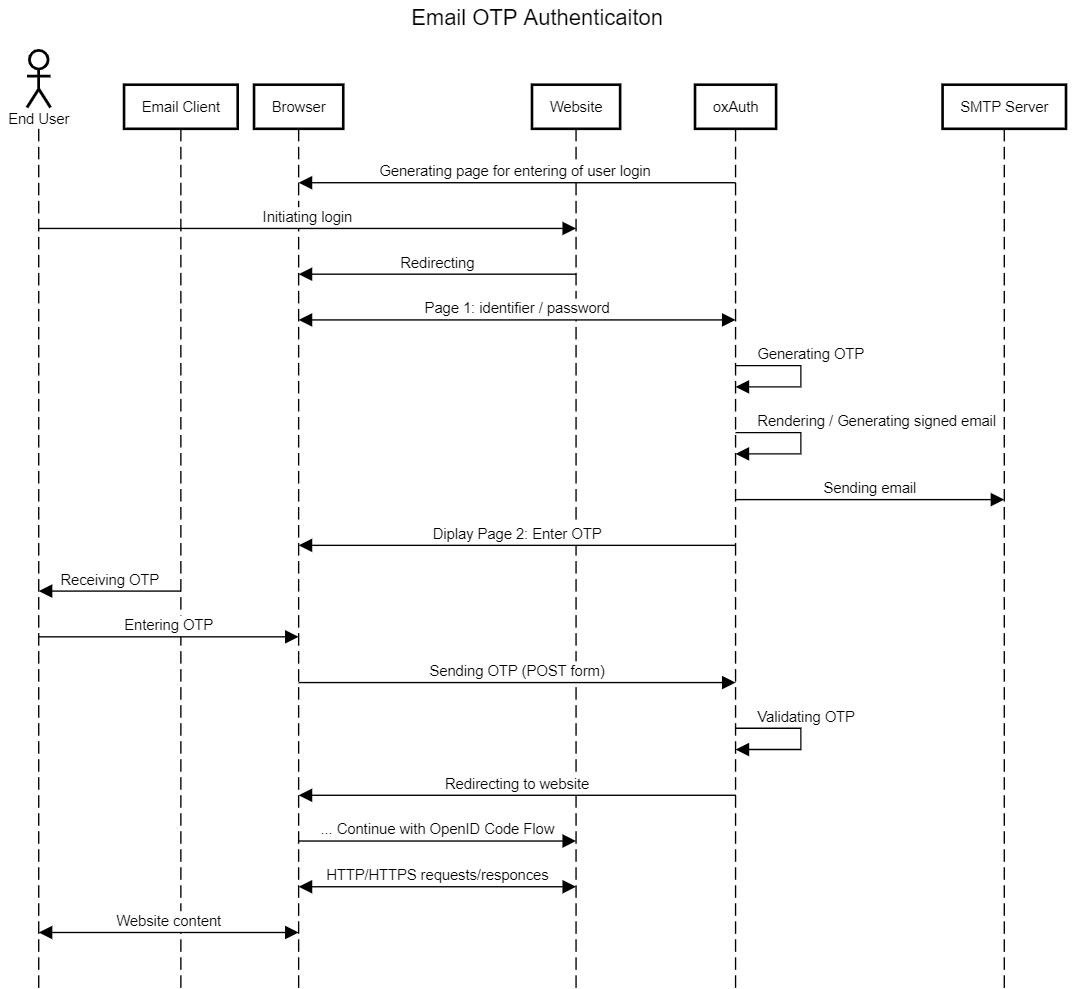 Email OTP Authenticaiton
End User
Email Client
Browser
Website
oxAuth
SMTP Server
Generating page for entering of user login
Initiating login
Redirecting
Page 1: identifier / password
Generating OTP
Rendering / Generating signed email
Sending email
Diplay Page 2: Enter OTP
Receiving OTP
Entering OTP
Sending OTP (POST form)
Validating OTP
Redirecting to website
... Continue with OpenID Code Flow
HTTP/HTTPS requests/responces
Website content